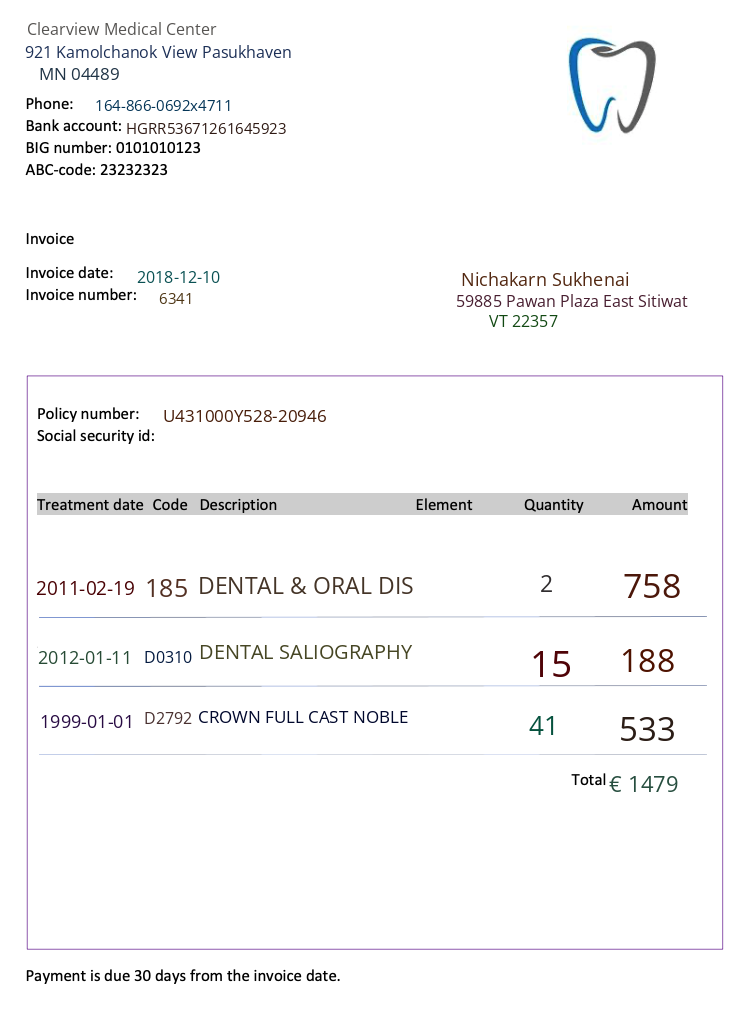 Clearview Medical Center
921 Kamolchanok View Pasukhaven
MN 04489
Phone: 164-866-0692x4711
Bank account: HGRR53671261645923
BIG number: 0101010123
ABC-code: 23232323
Invoice
Invoice date: 2018-12-10
Invoice number: 6341
Nichakarn Sukhenai
59885 Pawan Plaza East Sitiwat
VT 22357
Policy number: U431000Y528-20946
Social security id:
Treatment date Code Description Element Quantity Amount
2011-02-19 185 DENTAL & ORAL DIS 2 758
2012-01-11 D0310 DENTAL SALIOGRAPHY 15 188
1999-01-01 D2792 CROWN FULL CAST NOBLE 41 533
Total € 1479
Payment is due 30 days from the invoice date.